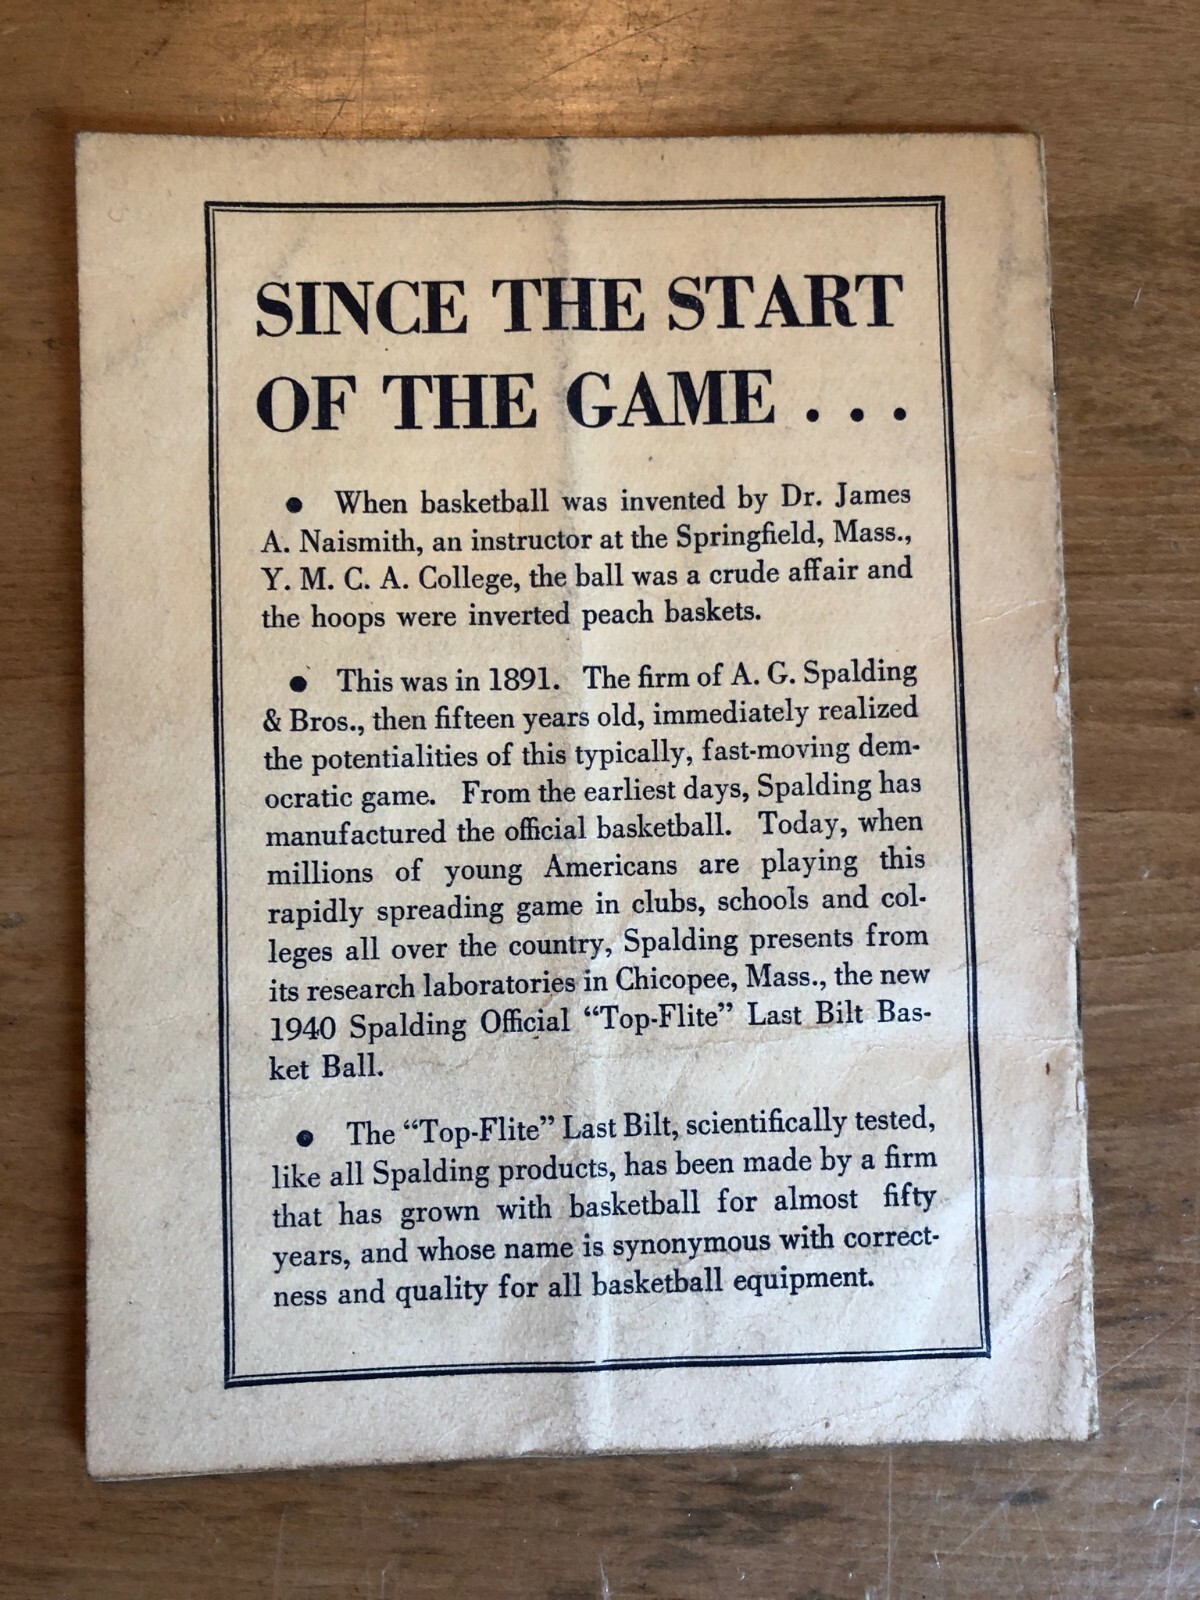 SINCE THE START
OF THE GAME . . .
● When basketball was invented by Dr. James
A. Naismith, an instructor at the Springfield, Mass.,
Y. M. C. A. College, the ball was a crude affair and
the hoops were inverted peach baskets.
● This was in 1891. The firm of A. G. Spalding
& Bros., then fifteen years old, immediately realized
the potentialities of this typically, fast-moving dem-
ocratic game. From the earliest days, Spalding has
manufactured the official basketball. Today, when
millions of young Americans are playing this
rapidly spreading game in clubs, schools and col-
leges all over the country, Spalding presents from
its research laboratories in Chicopee, Mass., the new
1940 Spalding Official “Top-Flite” Last Bilt Bas-
ket Ball.
● The “Top-Flite” Last Bilt, scientifically tested,
like all Spalding products, has been made by a firm
that has grown with basketball for almost fifty
years, and whose name is synonymous with correct-
ness and quality for all basketball equipment.